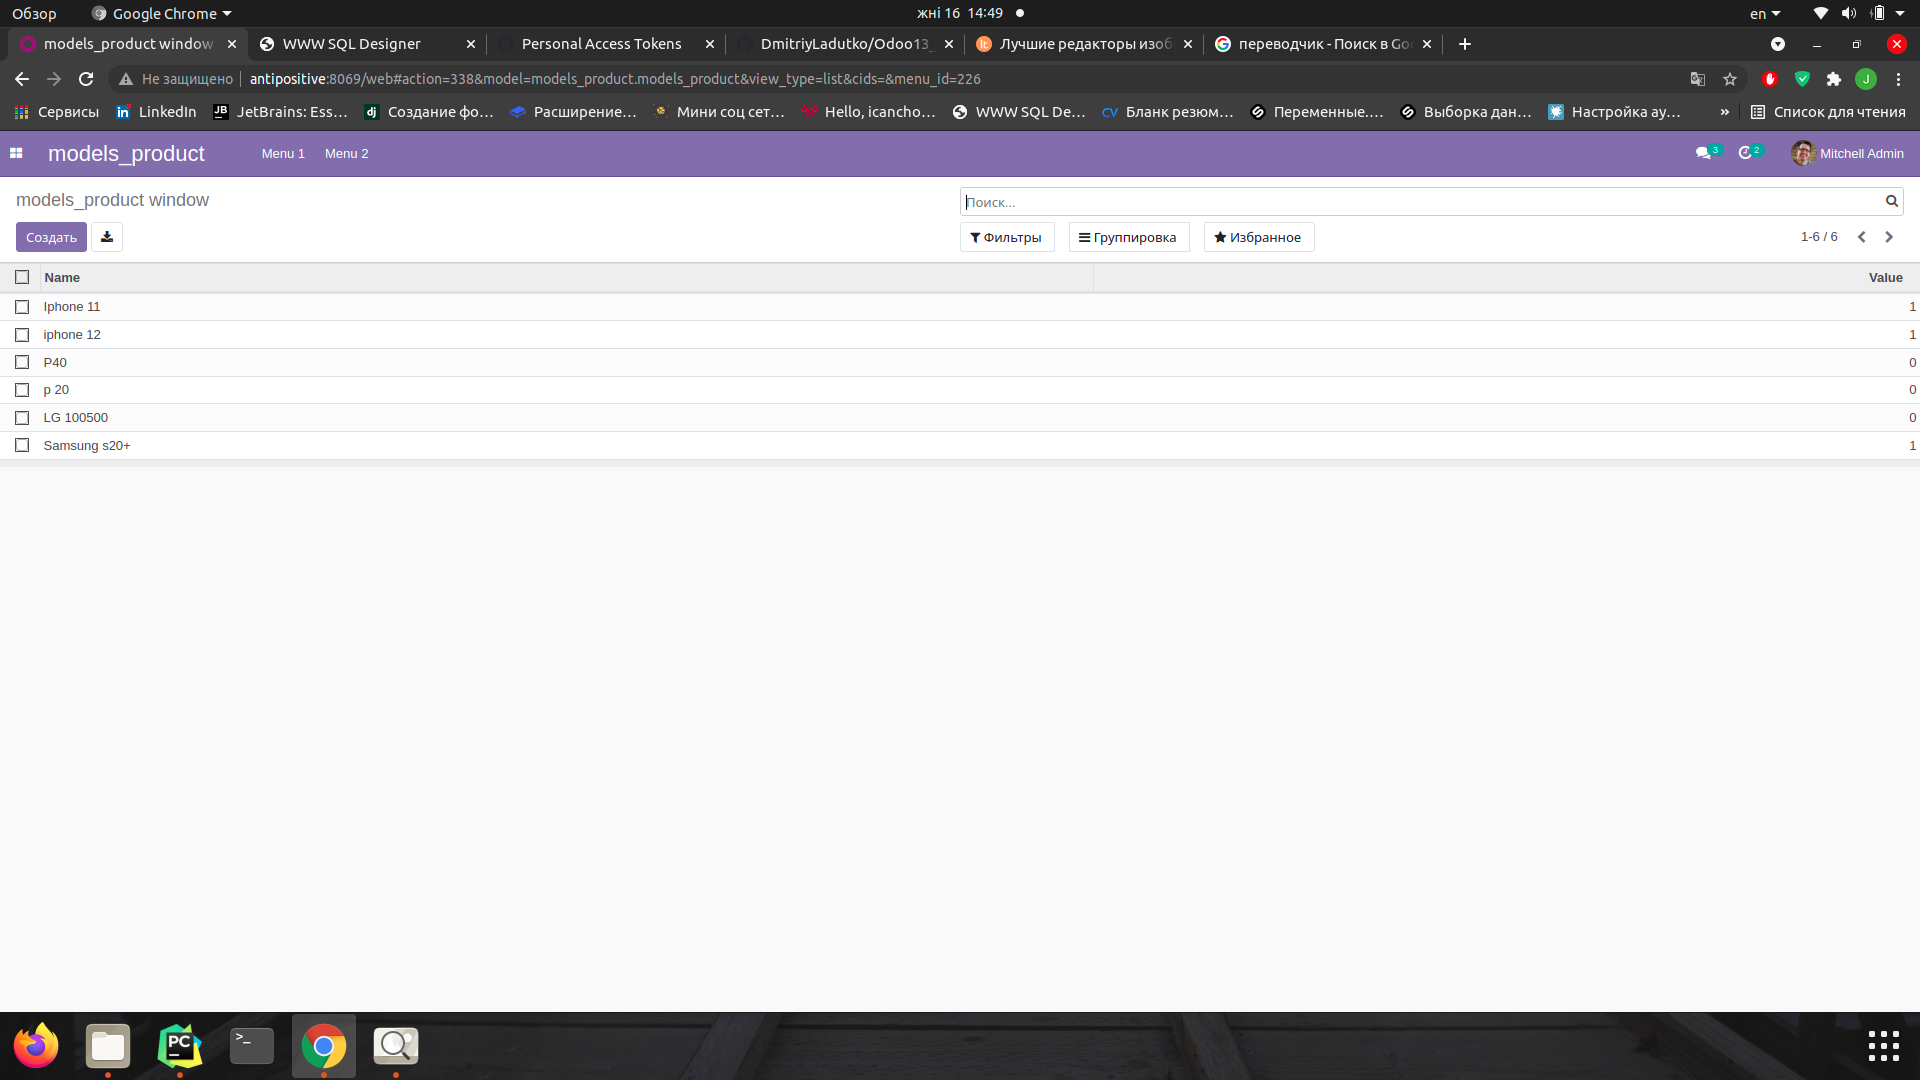 Обзор
Google Chrome
жні 16 14:49
en
models_product window
WWW SQL Designer
Personal Access Tokens
DmitriyLadutko/Odoo13_
Лучшие редакторы изоб
переводчик - Поиск в Goo
Не защищено
antipositive:8069/web#action=338&model=models_product.models_product&view_type=list&cids=&menu_id=226
J
Сервисы
LinkedIn
JetBrains: Ess...
Создание фо...
Расширение...
Мини соц сет...
Hello, icancho...
WWW SQL De...
Бланк резюм...
Переменные....
Выборка дан...
Настройка ау...
»
Список для чтения
models_product
Menu 1
Menu 2
3
2
Mitchell Admin
models_product window
Поиск...
Создать
Фильтры
Группировка
Избранное
1-6 / 6
Name Value
Iphone 11 1
iphone 12 1
P40 0
p 20 0
LG 100500 0
Samsung s20+ 1
PC
>_